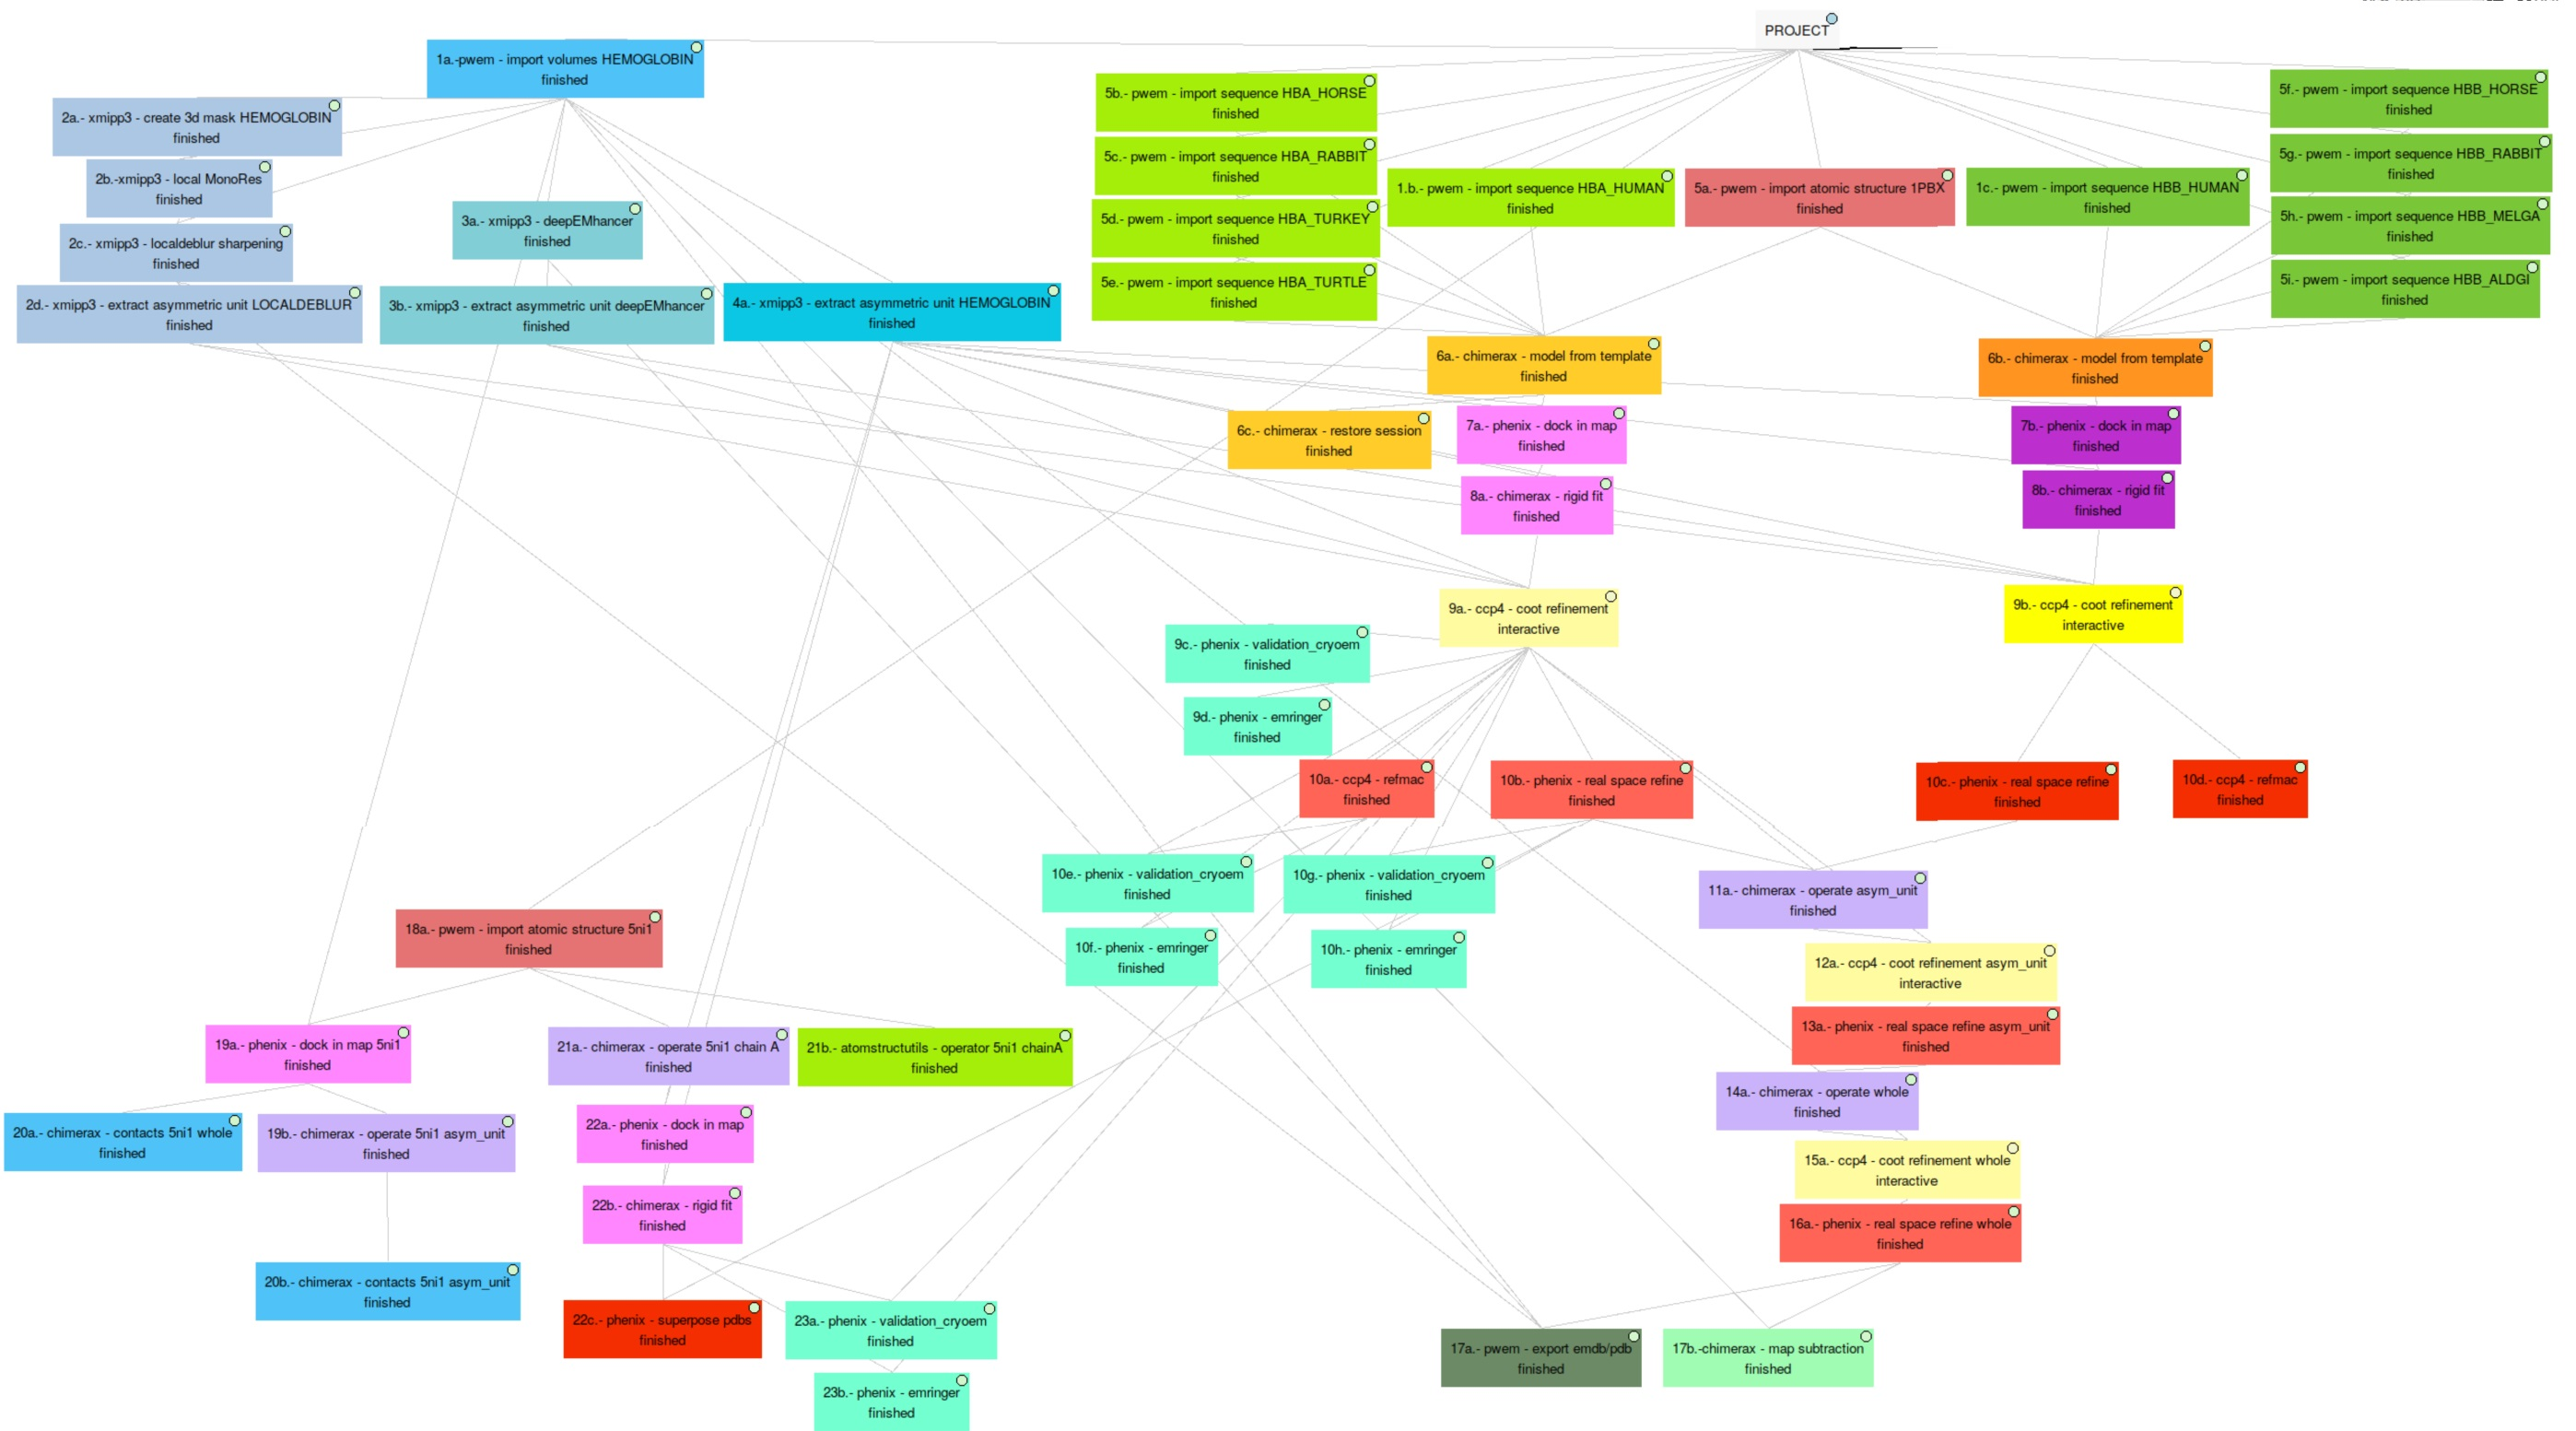 PROJECT
1a.-pwem - import volumes HEMOGLOBIN
finished
2a.- xmipp3 - create 3d mask HEMOGLOBIN
finished
2b.-xmipp3 - local MonoRes
finished
2c.- xmipp3 - localdeblur sharpening
finished
2d.- xmipp3 - extract asymmetric unit LOCALDEBLUR
finished
3a.- xmipp3 - deepEMhancer
finished
3b.- xmipp3 - extract asymmetric unit deepEMhancer
finished
4a.- xmipp3 - extract asymmetric unit HEMOGLOBIN
finished
5b.- pwem - import sequence HBA_HORSE
finished
5c.- pwem - import sequence HBA_RABBIT
finished
5d.- pwem - import sequence HBA_TURKEY
finished
5e.- pwem - import sequence HBA_TURTLE
finished
1.b.- pwem - import sequence HBA_HUMAN
finished
5a.- pwem - import atomic structure 1PBX
finished
1c.- pwem - import sequence HBB_HUMAN
finished
5f.- pwem - import sequence HBB_HORSE
finished
5g.- pwem - import sequence HBB_RABBIT
finished
5h.- pwem - import sequence HBB_MELGA
finished
5i.- pwem - import sequence HBB_ALDGI
finished
6a.- chimerax - model from template
finished
6b.- chimerax - model from template
finished
6c.- chimerax - restore session
finished
7a.- phenix - dock in map
finished
7b.- phenix - dock in map
finished
8a.- chimerax - rigid fit
finished
8b.- chimerax - rigid fit
finished
9a.- ccp4 - coot refinement
interactive
9b.- ccp4 - coot refinement
interactive
9c.- phenix - validation_cryoem
finished
9d.- phenix - emringer
finished
10a.- ccp4 - refmac
finished
10b.- phenix - real space refine
finished
10c.- phenix - real space refine
finished
10d.- ccp4 - refmac
finished
10e.- phenix - validation_cryoem
finished
10g.- phenix - validation_cryoem
finished
11a.- chimerax - operate asym_unit
finished
10f.- phenix - emringer
finished
10h.- phenix - emringer
finished
12a.- ccp4 - coot refinement asym_unit
interactive
13a.- phenix - real space refine asym_unit
finished
14a.- chimerax - operate whole
finished
15a.- ccp4 - coot refinement whole
interactive
16a.- phenix - real space refine whole
finished
17a.- pwem - export emdb/pdb
finished
17b.-chimerax - map subtraction
finished
18a.- pwem - import atomic structure 5ni1
finished
19a.- phenix - dock in map 5ni1
finished
21a.- chimerax - operate 5ni1 chain A
finished
21b.- atomstructutils - operator 5ni1 chainA
finished
20a.- chimerax - contacts 5ni1 whole
finished
19b.- chimerax - operate 5ni1 asym_unit
finished
22a.- phenix - dock in map
finished
22b.- chimerax - rigid fit
finished
20b.- chimerax - contacts 5ni1 asym_unit
finished
22c.- phenix - superpose pdbs
finished
23a.- phenix - validation_cryoem
finished
23b.- phenix - emringer
finished